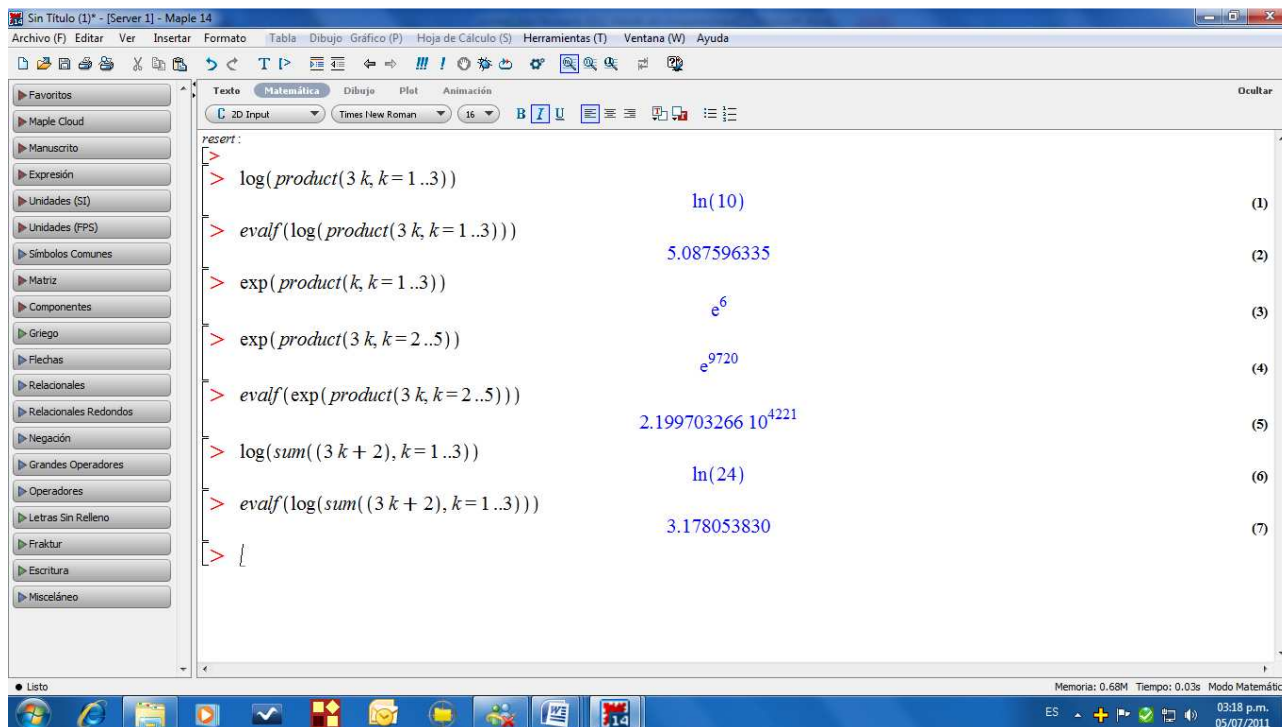 Sin Título (1)* - [Server 1] - Maple 14
Archivo (F) Editar Ver Insertar Formato Tabla Dibujo Gráfico (P) Hoja de Cálculo (S) Herramientas (T) Ventana (W) Ayuda
Texto Matemática Dibujo Plot Animación Ocultar
C 2D Input Times New Roman 16 B I U
Favoritos
Maple Cloud
Manuscrito
Expresión
Unidades (SI)
Unidades (FPS)
Símbolos Comunes
Matriz
Componentes
Griego
Flechas
Relacionales
Relacionales Redondos
Negación
Grandes Operadores
Operadores
Letras Sin Relleno
Fraktur
Escritura
Misceláneo
resert :
>
> log(product(3 k, k = 1 ..3))
ln(10) (1)
> evalf(log(product(3 k, k = 1 ..3)))
5.087596335 (2)
> exp(product(k, k = 1 ..3))
e^6 (3)
> exp(product(3 k, k = 2 ..5))
e^9720 (4)
> evalf(exp(product(3 k, k = 2 ..5)))
2.199703266 10^4221 (5)
> log(sum((3 k + 2), k = 1 ..3))
ln(24) (6)
> evalf(log(sum((3 k + 2), k = 1 ..3)))
3.178053830 (7)
>
Listo
Memoria: 0.68M Tiempo: 0.03s Modo Matemátic
ES
03:18 p.m.
05/07/2011